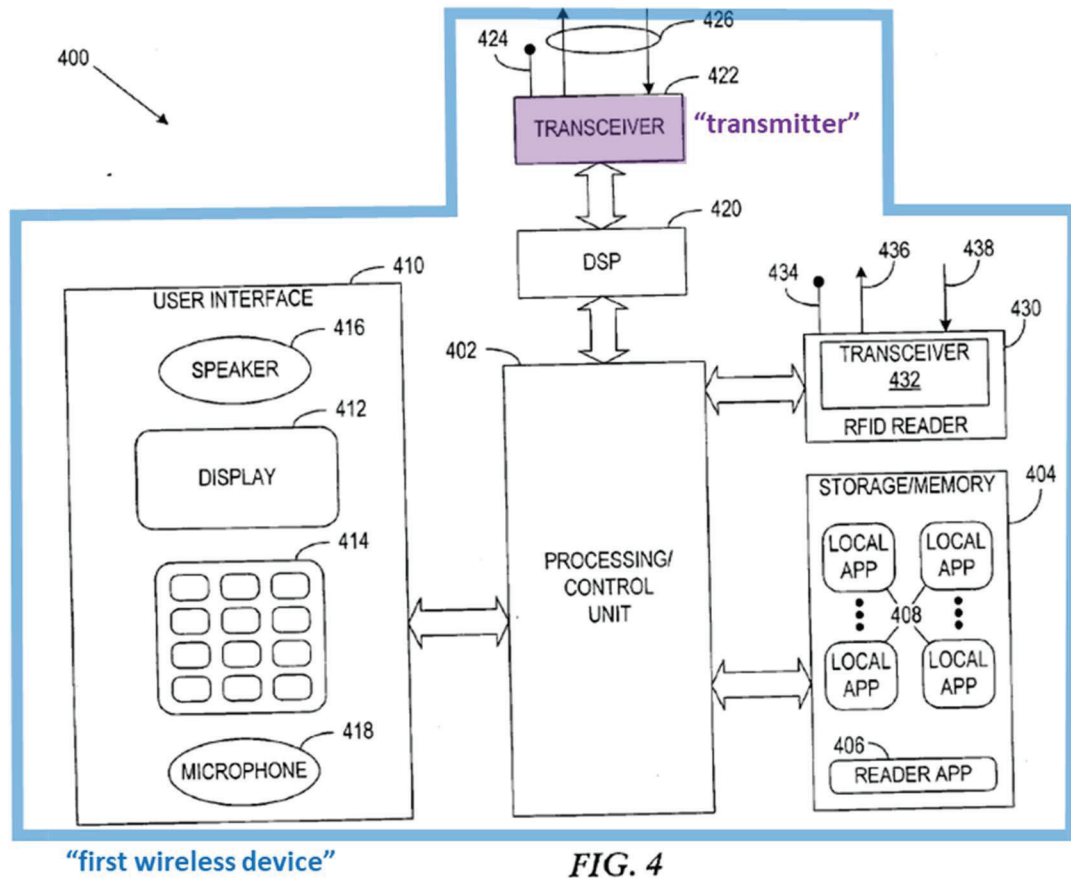 400
424
426
422
TRANSCEIVER
“transmitter”
420
DSP
410
USER INTERFACE
416
SPEAKER
412
DISPLAY
414
418
MICROPHONE
402
PROCESSING/
CONTROL
UNIT
434
436
438
430
TRANSCEIVER
432
RFID READER
404
STORAGE/MEMORY
LOCAL
APP
LOCAL
APP
408
LOCAL
APP
LOCAL
APP
406
READER APP
“first wireless device”
FIG. 4